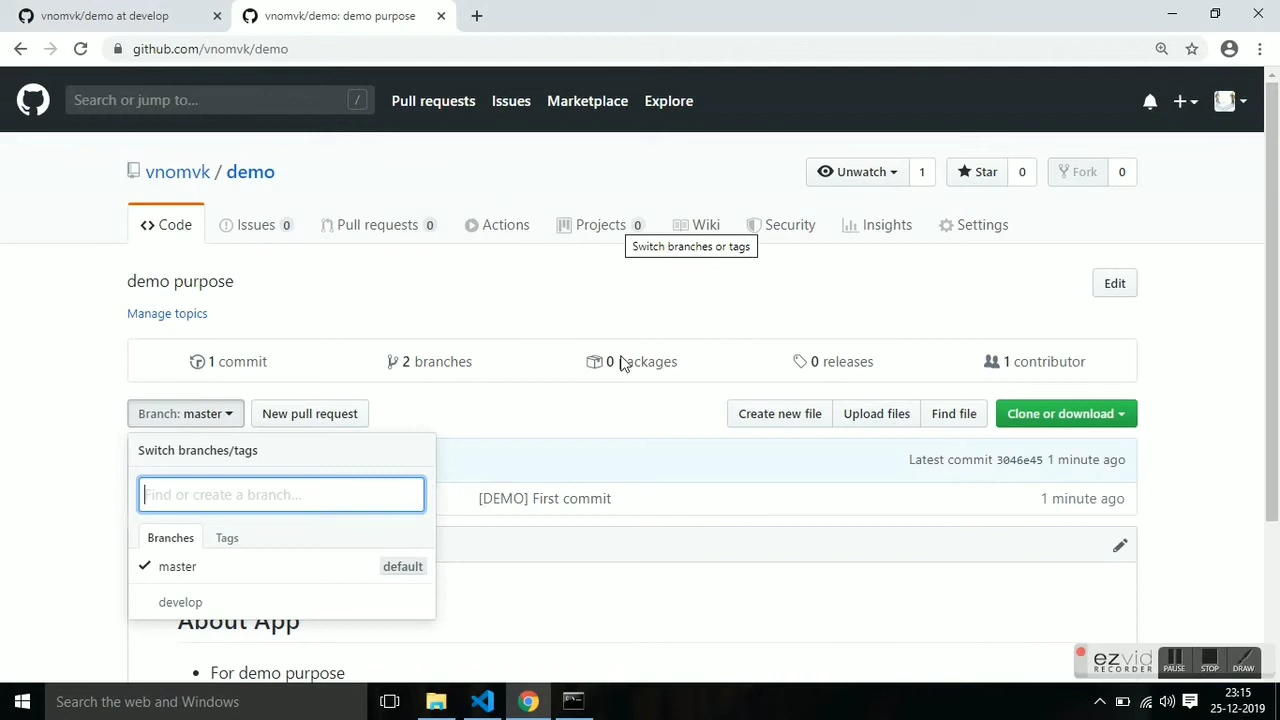 vnomvk/demo at develop
vnomvk/demo: demo purpose
github.com/vnomvk/demo
Search or jump to... /
Pull requests Issues Marketplace Explore
vnomvk / demo
Unwatch 1 Star 0 Fork 0
Code Issues 0 Pull requests 0 Actions Projects 0 Wiki Security Insights Settings
Switch branches or tags
demo purpose
Edit
Manage topics
1 commit 2 branches 0 packages 0 releases 1 contributor
Branch: master New pull request Create new file Upload files Find file Clone or download
Switch branches/tags
Latest commit 3046e45 1 minute ago
Find or create a branch...
[DEMO] First commit 1 minute ago
Branches Tags
master default
develop
About App
• For demo purpose
ezvid
RECORDER
PAUSE STOP DRAW
Search the web and Windows
23:15
25-12-2019